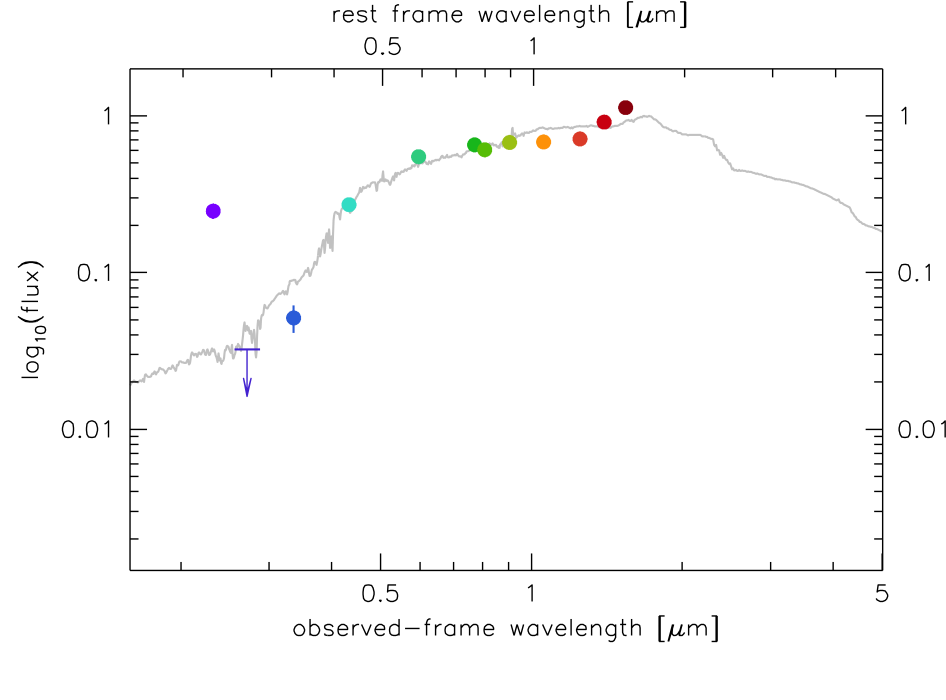 rest frame wavelength [μm]
0.5 1
1 1
0.1 0.1
0.01 0.01
log10(flux)
0.5 1 5
observed-frame wavelength [μm]